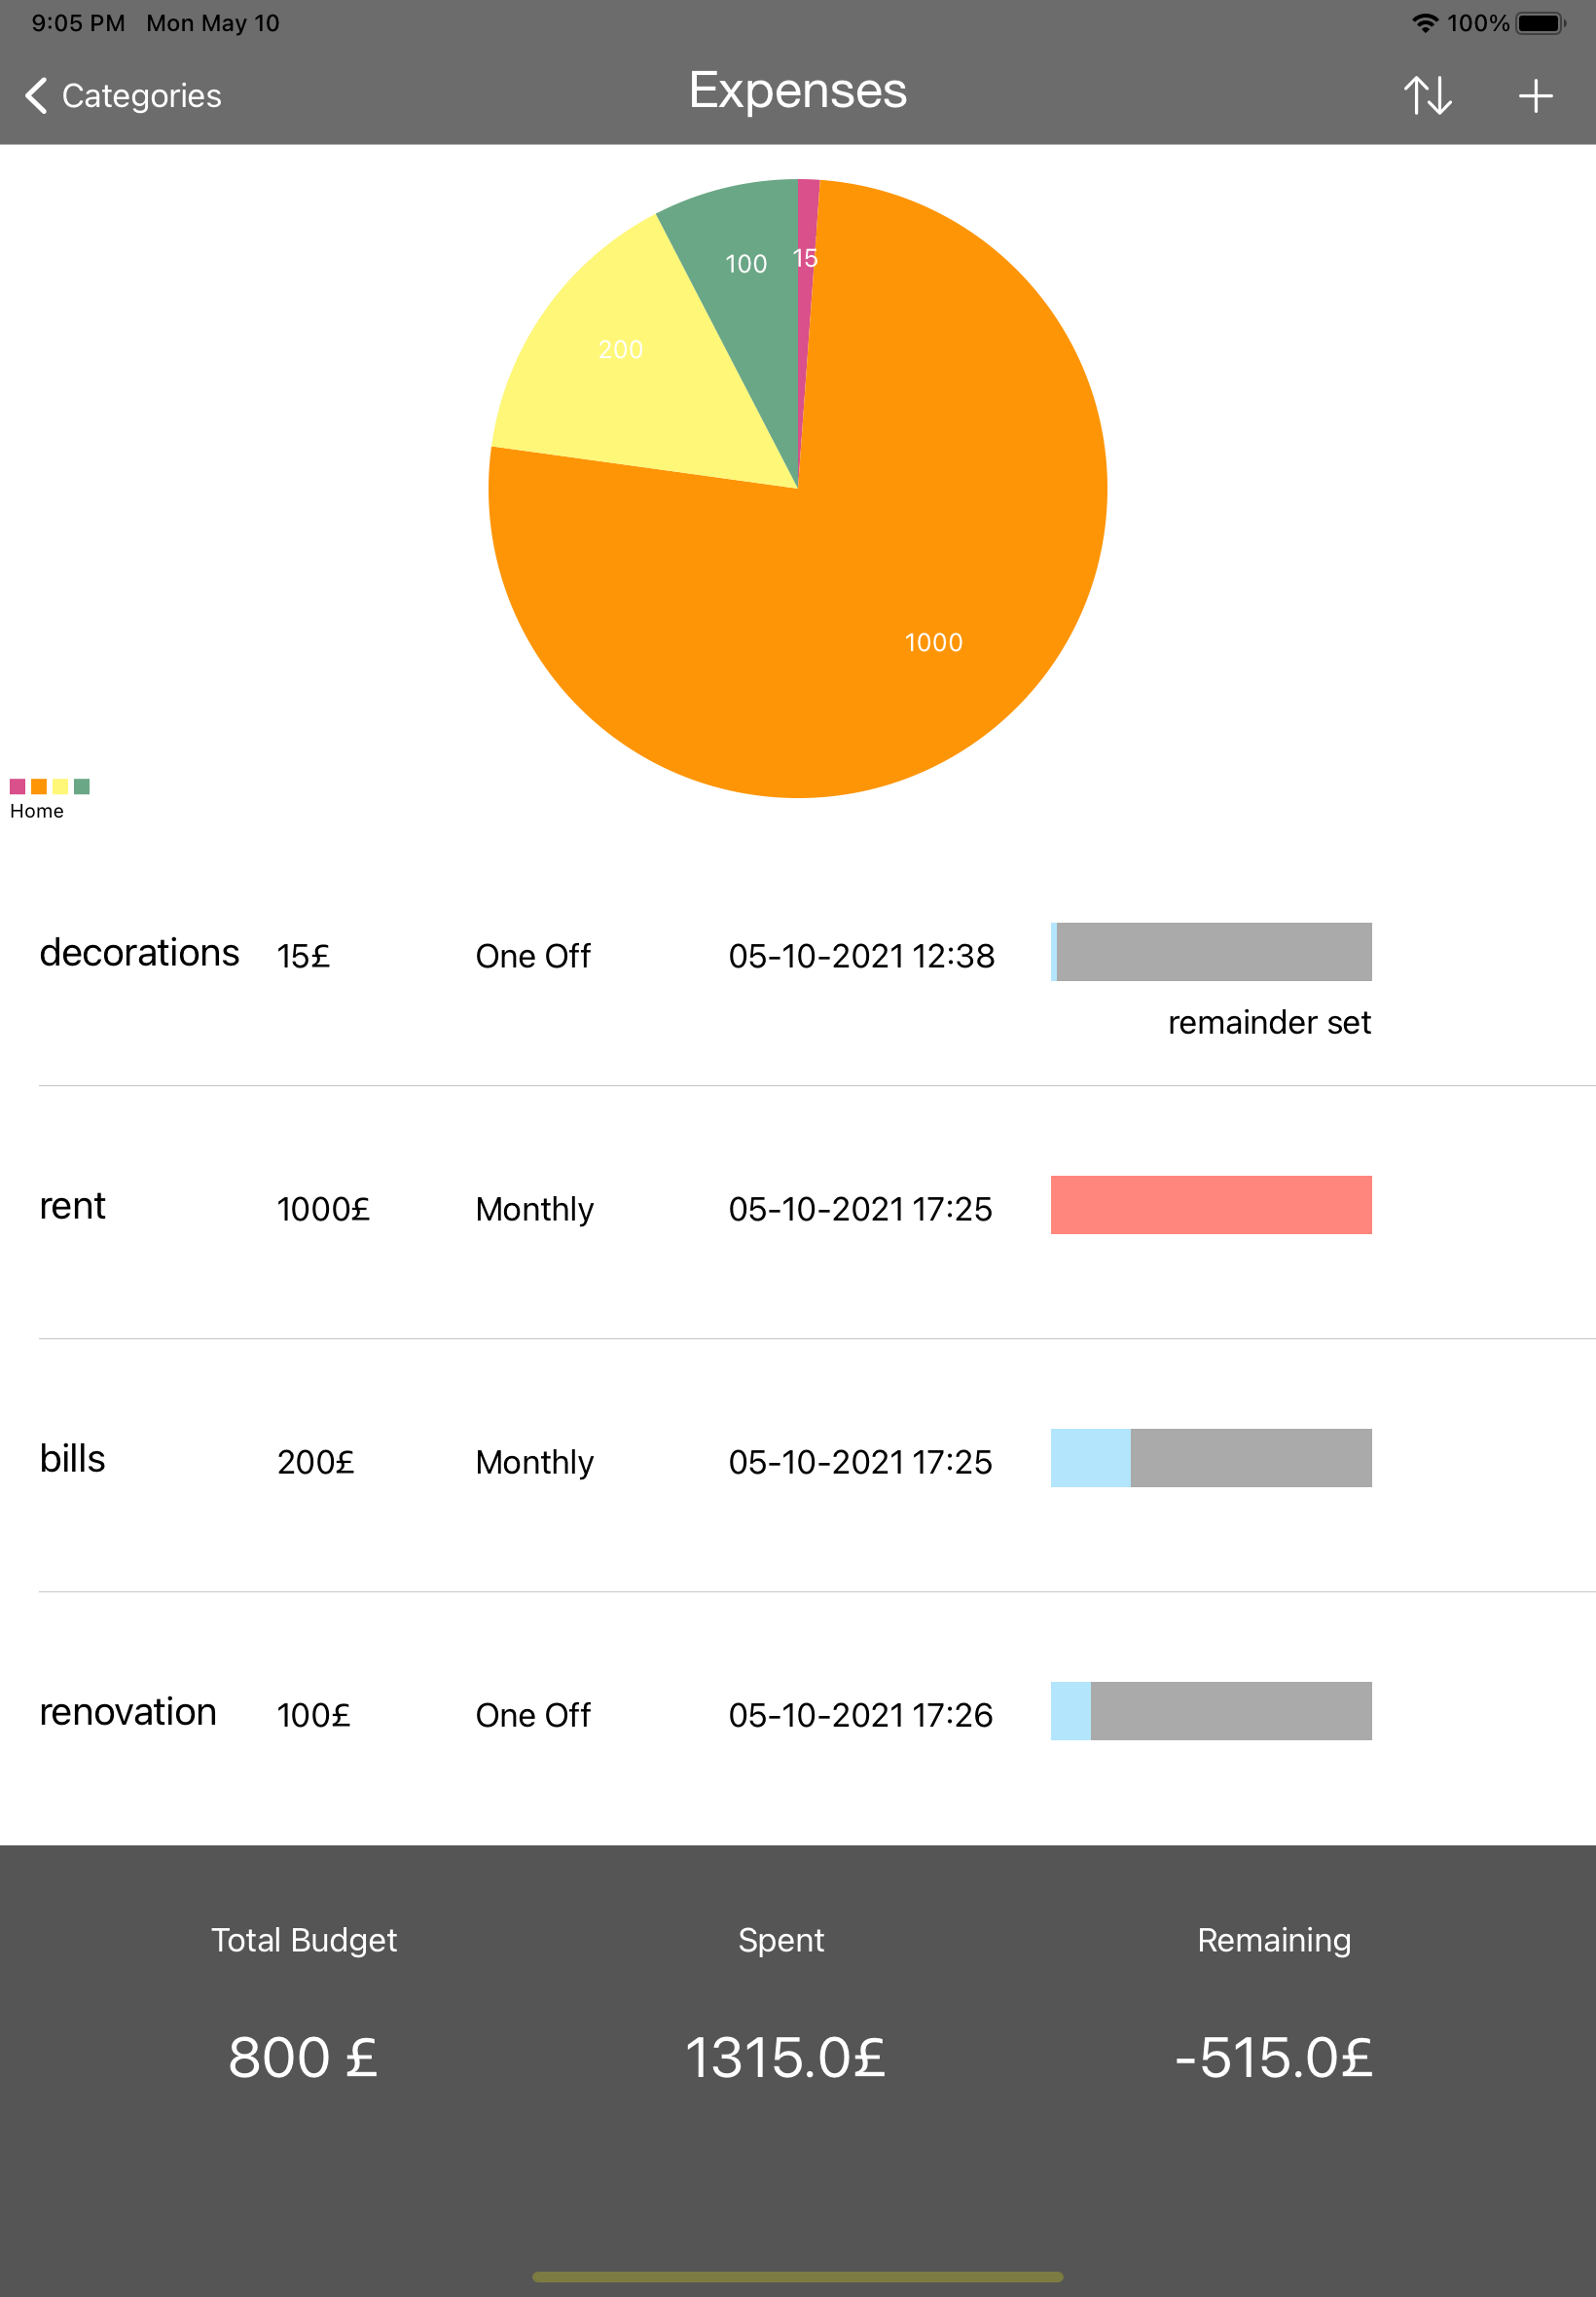 9:05 PM Mon May 10 100%
Categories Expenses
15
100
200
1000
Home
decorations 15£ One Off 05-10-2021 12:38
remainder set
rent 1000£ Monthly 05-10-2021 17:25
bills 200£ Monthly 05-10-2021 17:25
renovation 100£ One Off 05-10-2021 17:26
Total Budget Spent Remaining
800 £ 1315.0£ -515.0£